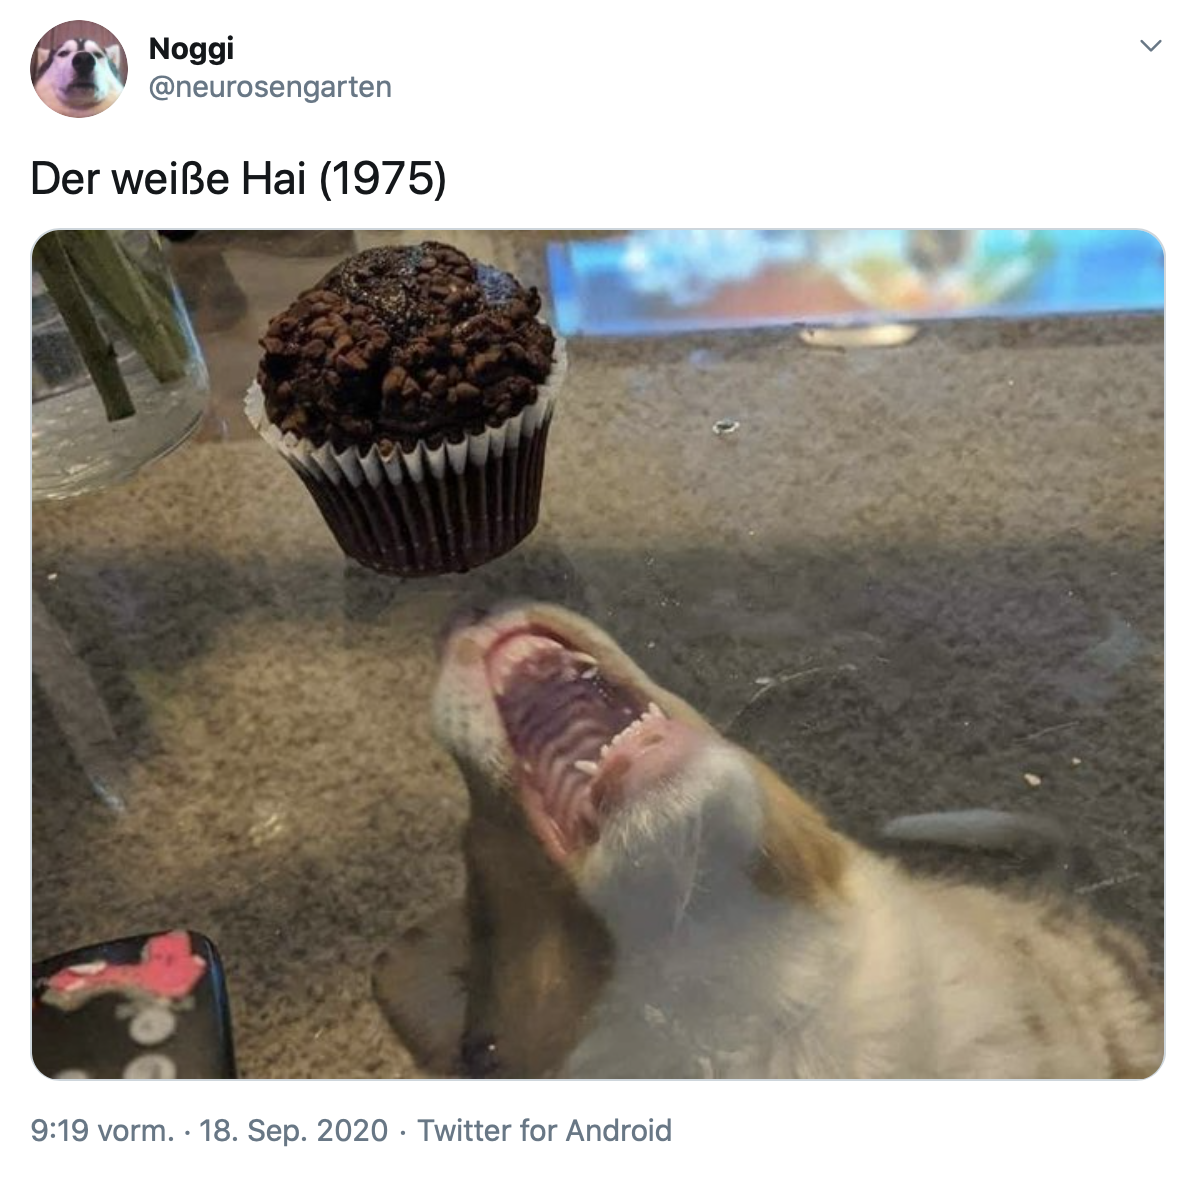 Noggi
@neurosengarten
Der weiße Hai (1975)
9:19 vorm. · 18. Sep. 2020 · Twitter for Android